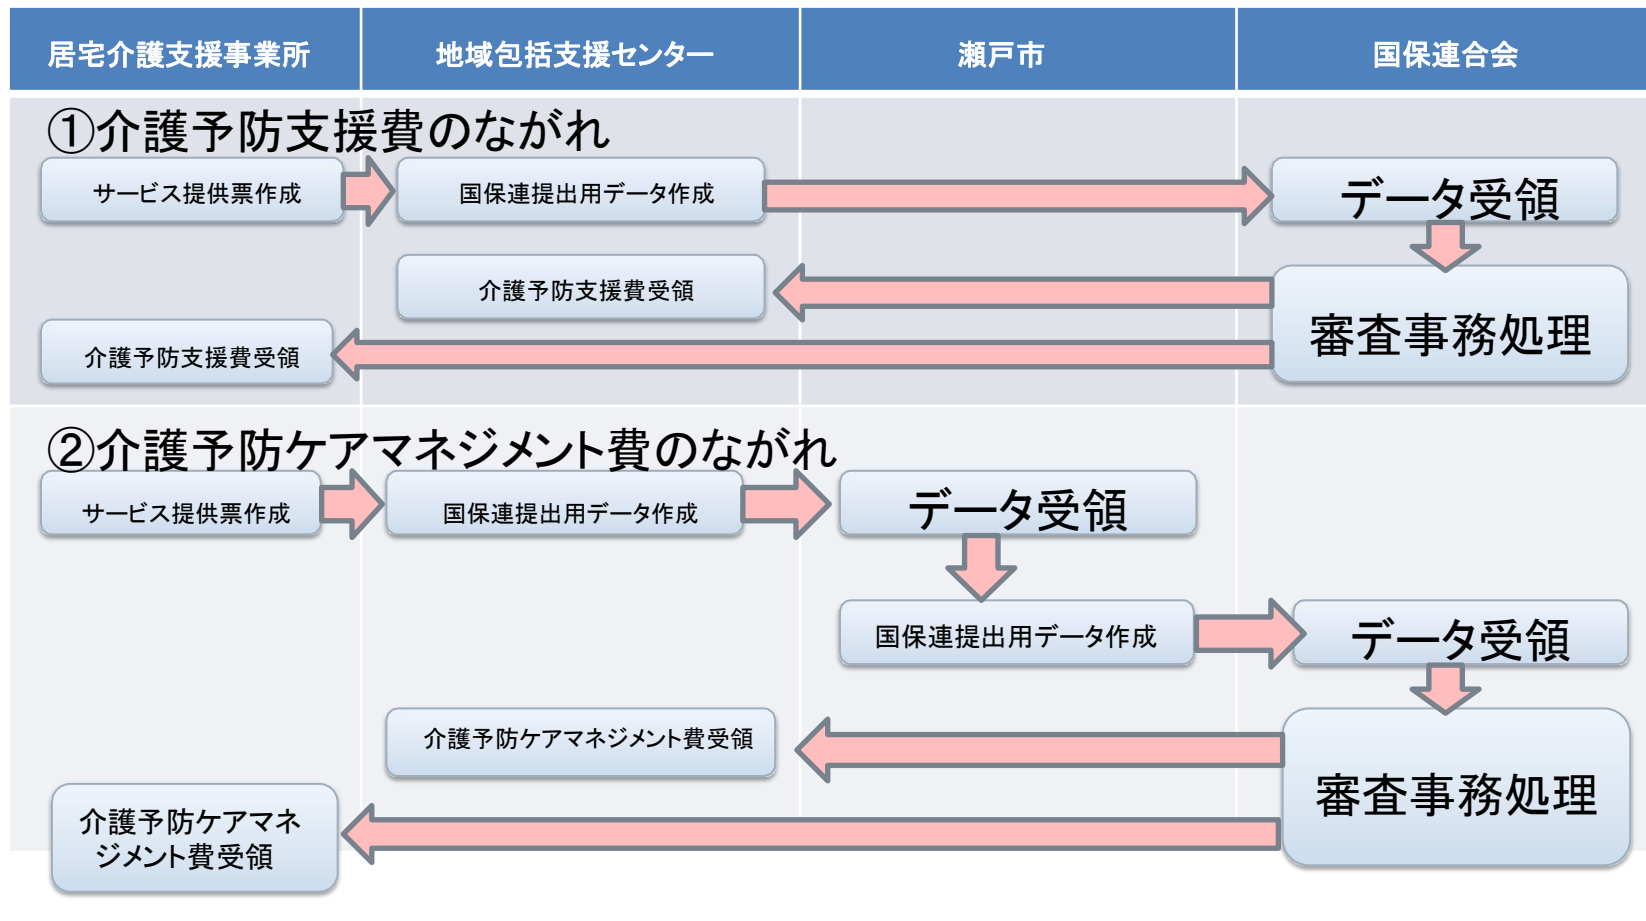 居宅介護支援事業所
地域包括支援センター
瀬戸市
国保連合会
①介護予防支援費のながれ
サービス提供票作成
国保連提出用データ作成
データ受領
介護予防支援費受領
審査事務処理
介護予防支援費受領
②介護予防ケアマネジメント費のながれ
サービス提供票作成
国保連提出用データ作成
データ受領
国保連提出用データ作成
データ受領
介護予防ケアマネジメント費受領
審査事務処理
介護予防ケアマネ
ジメント費受領